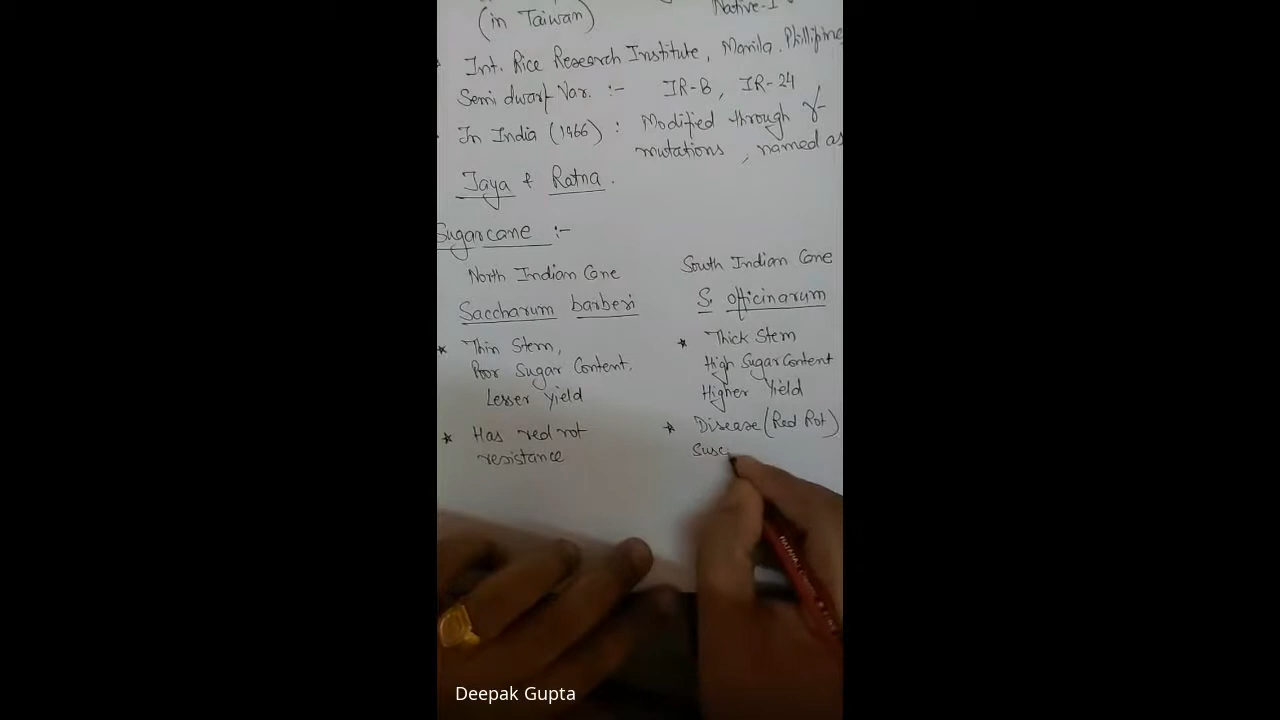 (in Taiwan)
Int. Rice Research Institute, Manila. Phillipine
Semi dwarf Var. :- IR-8, IR-24
In India (1966) : Modified through γ-
mutations, named as
Jaya & Ratna.
Sugarcane :-
North Indian Cane South Indian Cane
Saccharum barberi S. officinarum
* Thin Stem, * Thick Stem
Poor Sugar Content. High Sugar Content
Lesser Yield Higher Yield
* Has red rot * Disease (Red Rot)
resistance Susc
Deepak Gupta